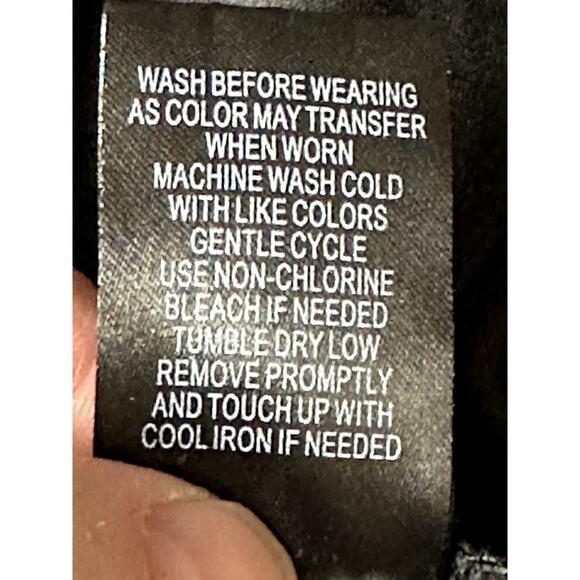 WASH BEFORE WEARING
AS COLOR MAY TRANSFER
WHEN WORN
MACHINE WASH COLD
WITH LIKE COLORS
GENTLE CYCLE
USE NON-CHLORINE
BLEACH IF NEEDED
TUMBLE DRY LOW
REMOVE PROMPTLY
AND TOUCH UP WITH
COOL IRON IF NEEDED